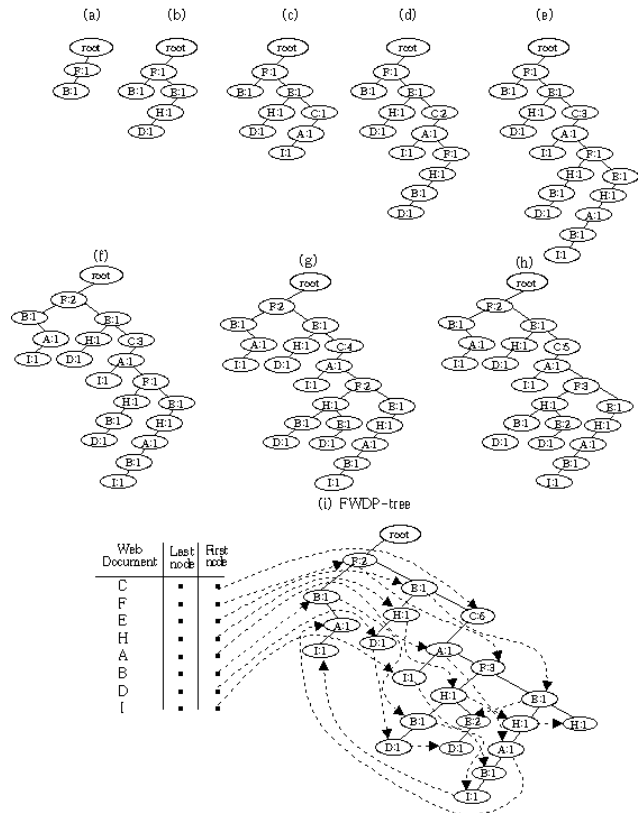 (a) (b) (c) (d) (e)
root root root root root
F:1 F:1 F:1 F:1 F:1
B:1 B:1 E:1 B:1 E:1 B:1 E:1 B:1 E:1
H:1 H:1 C:1 H:1 C:2 H:1 C:3
D:1 D:1 A:1 D:1 A:1 D:1 A:1
I:1 I:1 F:1 I:1 F:1
H:1 H:1 E:1
B:1 B:1 H:1
D:1 D:1 A:1
B:1
I:1
(f) (g) (h)
root root root
F:2 F:2 F:2
B:1 E:1 B:1 E:1 B:1 E:1
A:1 H:1 C:3 A:1 H:1 C:4 A:1 H:1 C:5
I:1 D:1 A:1 I:1 D:1 A:1 I:1 D:1 A:1
I:1 F:1 I:1 F:2 I:1 F:3
H:1 E:1 H:1 E:1 H:1 E:1
B:1 H:1 B:1 E:1 H:1 B:1 E:2 H:1
D:1 A:1 D:1 D:1 A:1 D:1 D:1 A:1
B:1 B:1 B:1
I:1 I:1 I:1
(i) FWDP-tree
Web Document Last node First node
C
F
E
H
A
B
D
I
root
F:2
B:1 E:1
A:1 H:1 C:6
I:1 D:1 A:1
I:1 F:3
H:1 E:1
B:1 E:2 H:1 H:1
D:1 D:1 A:1
B:1
I:1